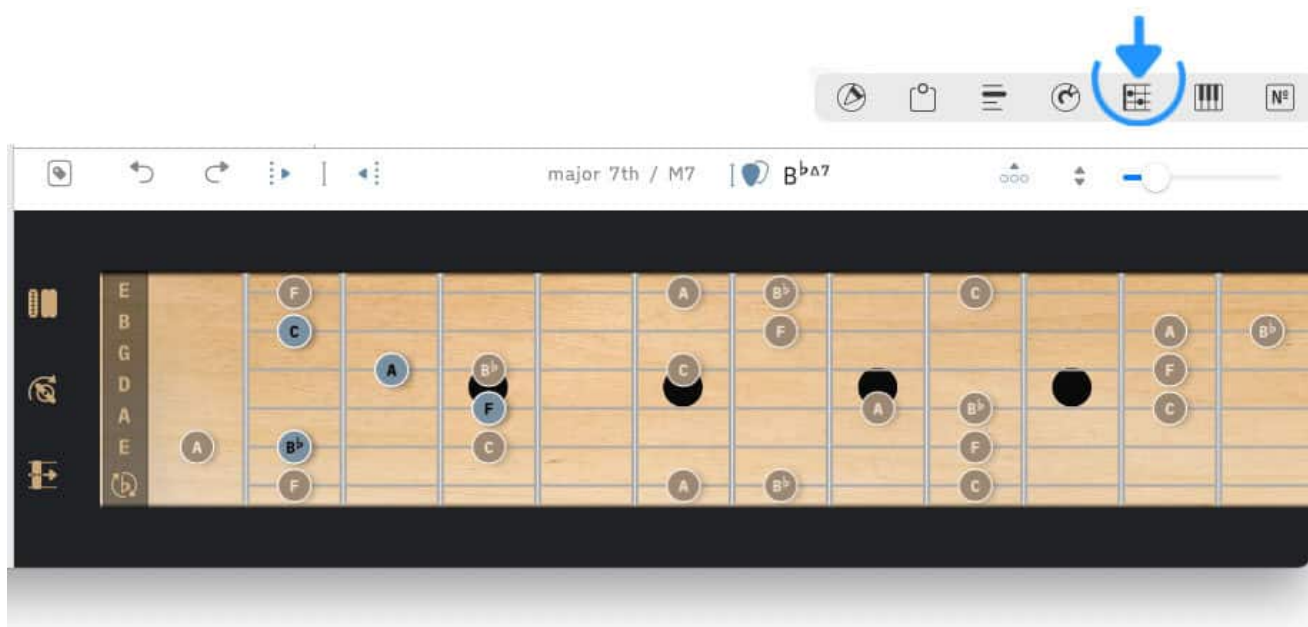 Nº
major 7th / M7 B♭Δ7
E F A B♭ C
B C F A B♭
G A B♭ C F
D F A B♭ C
A A B♭ C F
E F A B♭ C
♭